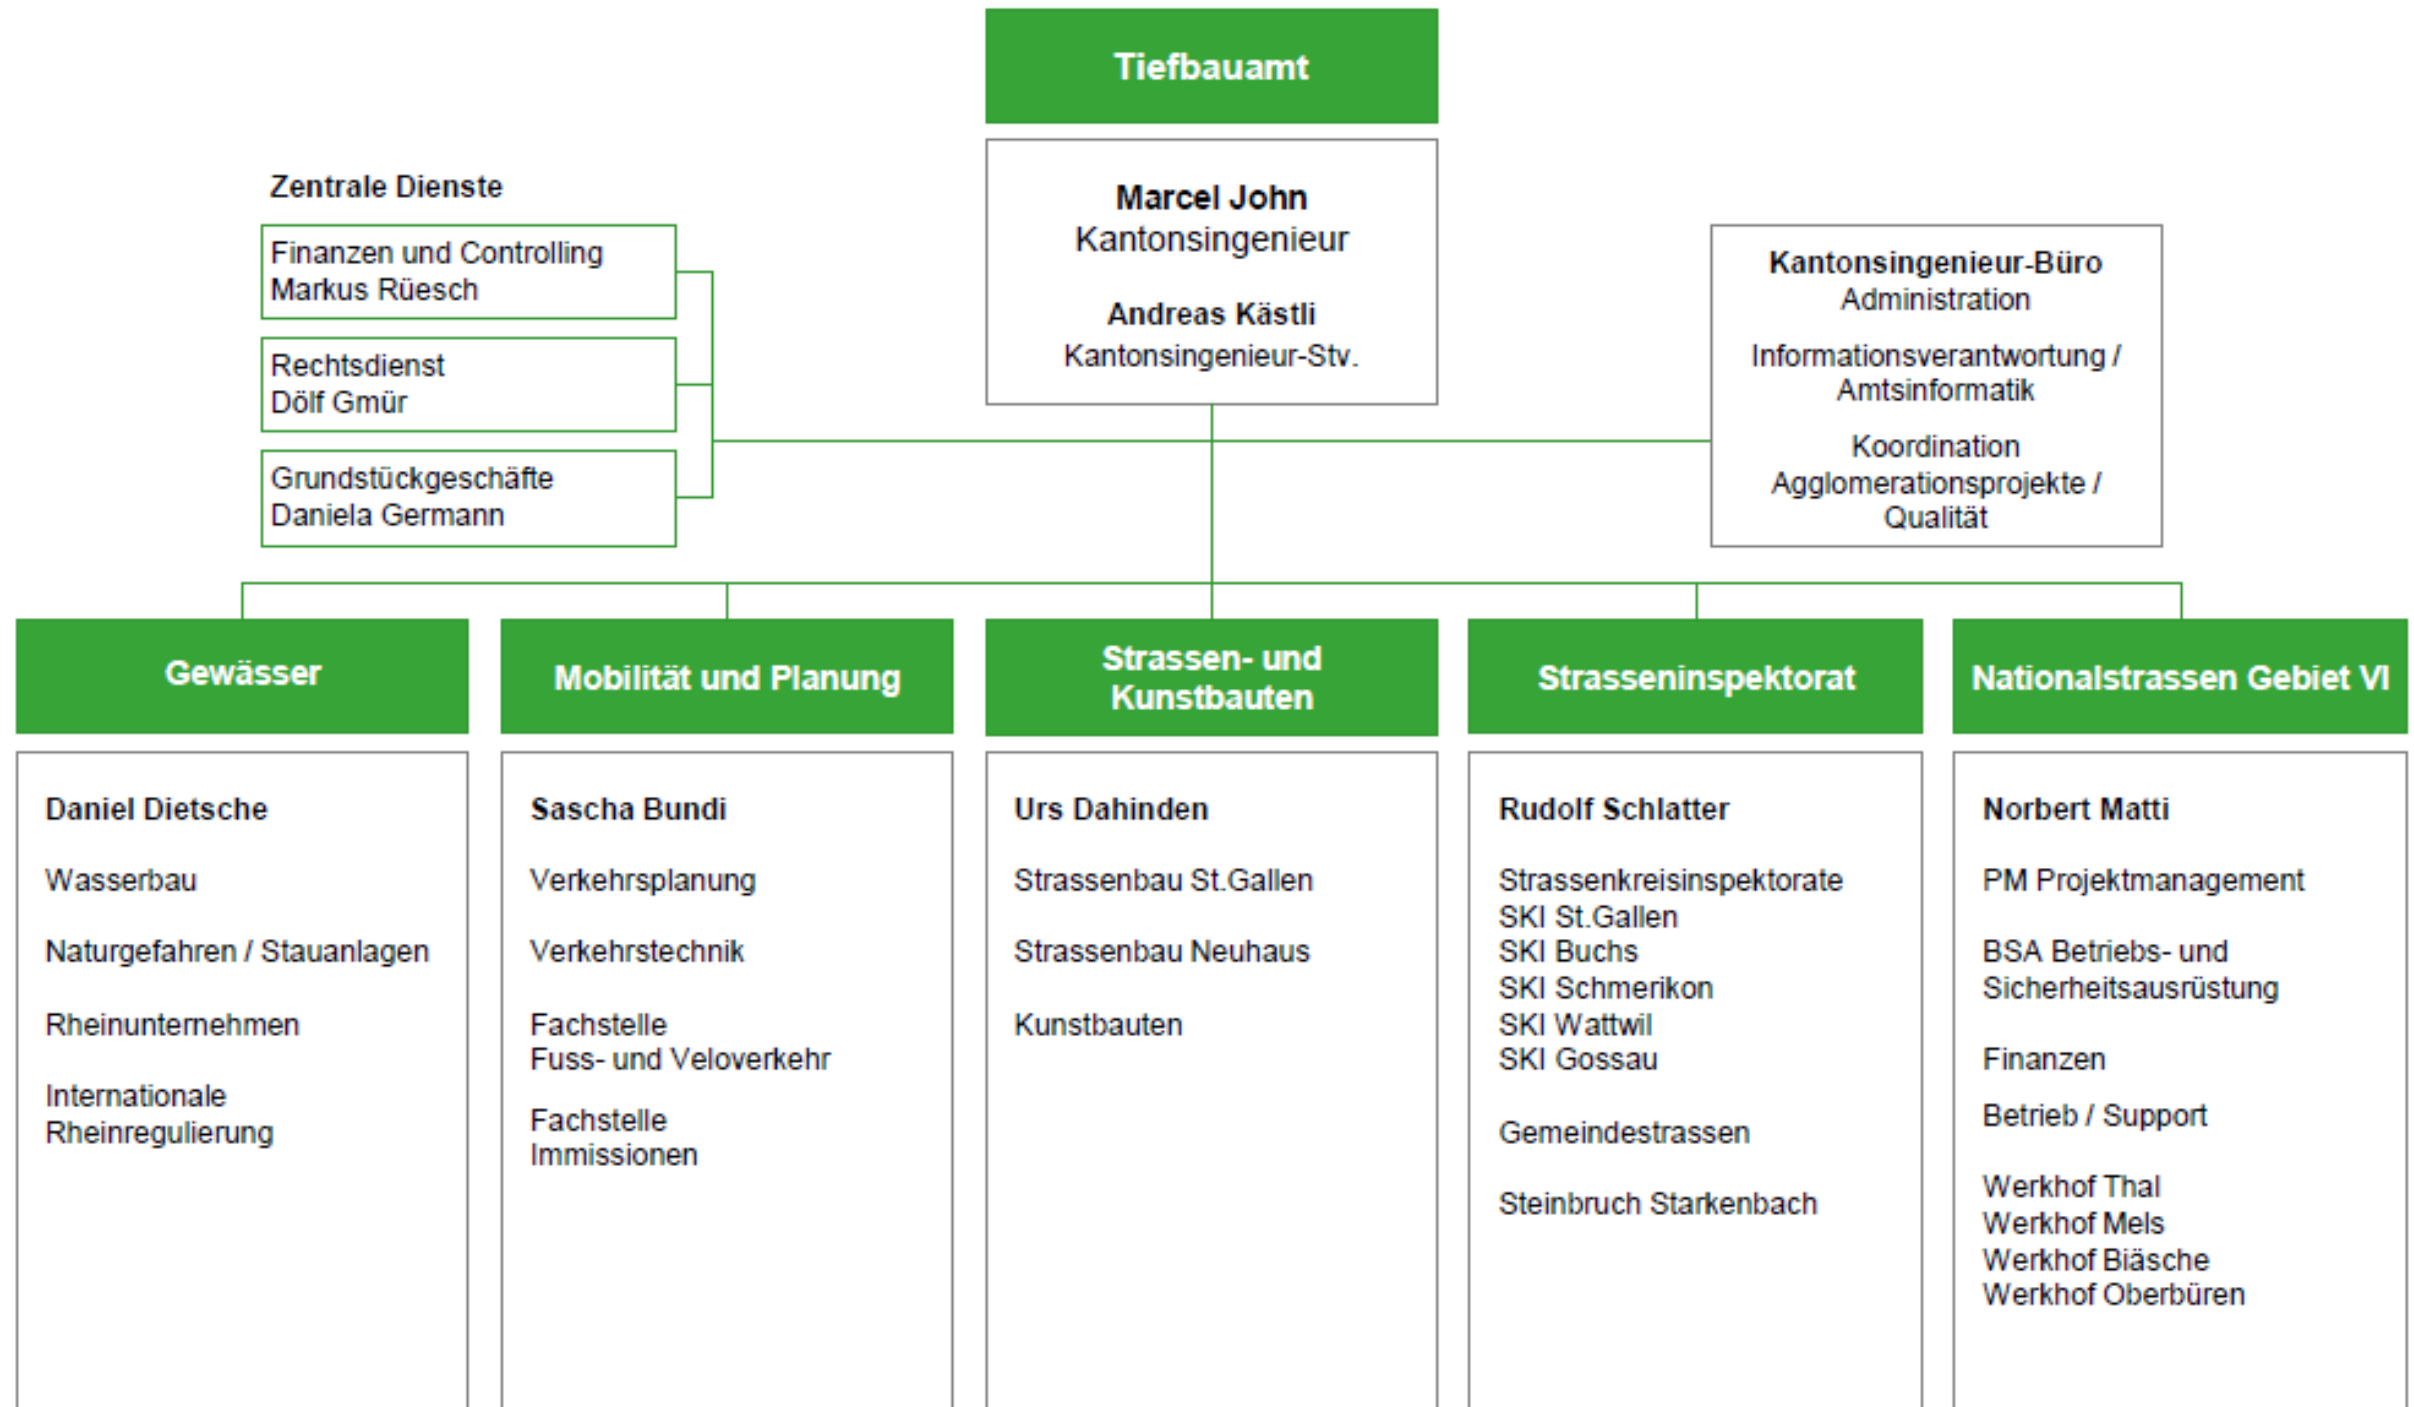 Tiefbauamt
Marcel John
Kantonsingenieur
Andreas Kästli
Kantonsingenieur-Stv.
Zentrale Dienste
Finanzen und Controlling
Markus Rüesch
Rechtsdienst
Dölf Gmür
Grundstückgeschäfte
Daniela Germann
Kantonsingenieur-Büro
Administration
Informationsverantwortung /
Amtsinformatik
Koordination
Agglomerationsprojekte /
Qualität
Gewässer
Daniel Dietsche
Wasserbau
Naturgefahren / Stauanlagen
Rheinunternehmen
Internationale
Rheinregulierung
Mobilität und Planung
Sascha Bundi
Verkehrsplanung
Verkehrstechnik
Fachstelle
Fuss- und Veloverkehr
Fachstelle
Immissionen
Strassen- und
Kunstbauten
Urs Dahinden
Strassenbau St.Gallen
Strassenbau Neuhaus
Kunstbauten
Strasseninspektorat
Rudolf Schlatter
Strassenkreisinspektorate
SKI St.Gallen
SKI Buchs
SKI Schmerikon
SKI Wattwil
SKI Gossau
Gemeindestrassen
Steinbruch Starkenbach
Nationalstrassen Gebiet VI
Norbert Matti
PM Projektmanagement
BSA Betriebs- und
Sicherheitsausrüstung
Finanzen
Betrieb / Support
Werkhof Thal
Werkhof Mels
Werkhof Biäsche
Werkhof Oberbüren